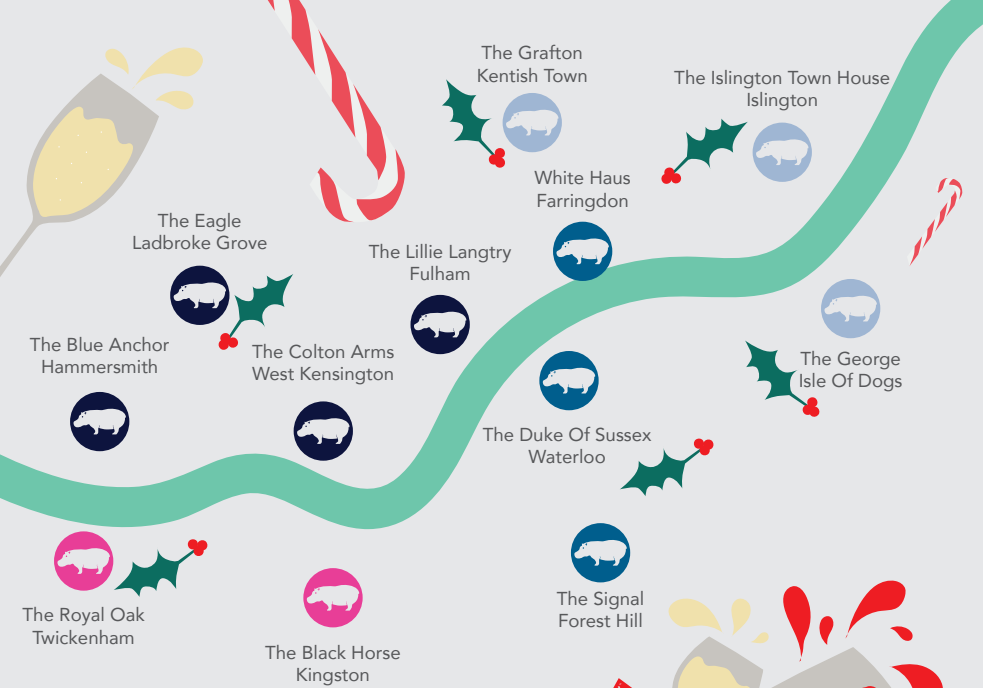 The Grafton
Kentish Town
The Islington Town House
Islington
White Haus
Farringdon
The Eagle
Ladbroke Grove
The Lillie Langtry
Fulham
The Blue Anchor
Hammersmith
The Colton Arms
West Kensington
The George
Isle Of Dogs
The Duke Of Sussex
Waterloo
The Signal
Forest Hill
The Royal Oak
Twickenham
The Black Horse
Kingston